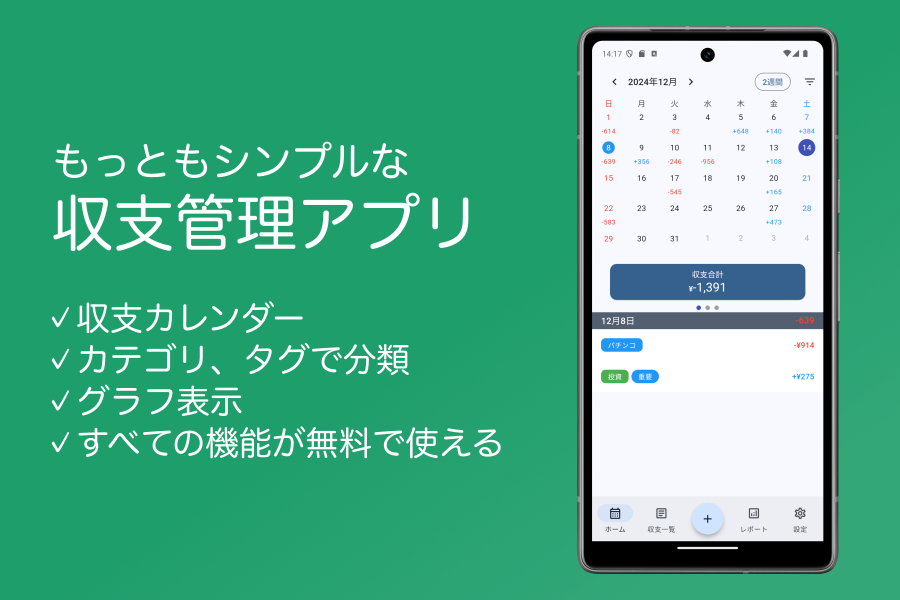 もっともシンプルな
収支管理アプリ
✓収支カレンダー
✓カテゴリ、タグで分類
✓グラフ表示
✓すべての機能が無料で使える
14:17
2024年12月
2週間
日 月 火 水 木 金 土
1 2 3 4 5 6 7
-614 -82 +648 +140 +384
8 9 10 11 12 13 14
-639 +356 -246 -956 +108
15 16 17 18 19 20 21
-545 +165
22 23 24 25 26 27 28
-583 +473
29 30 31 1 2 3 4
収支合計
¥-1,391
12月8日 -639
パチンコ -¥914
投資 重要 +¥275
ホーム 収支一覧 + レポート 設定